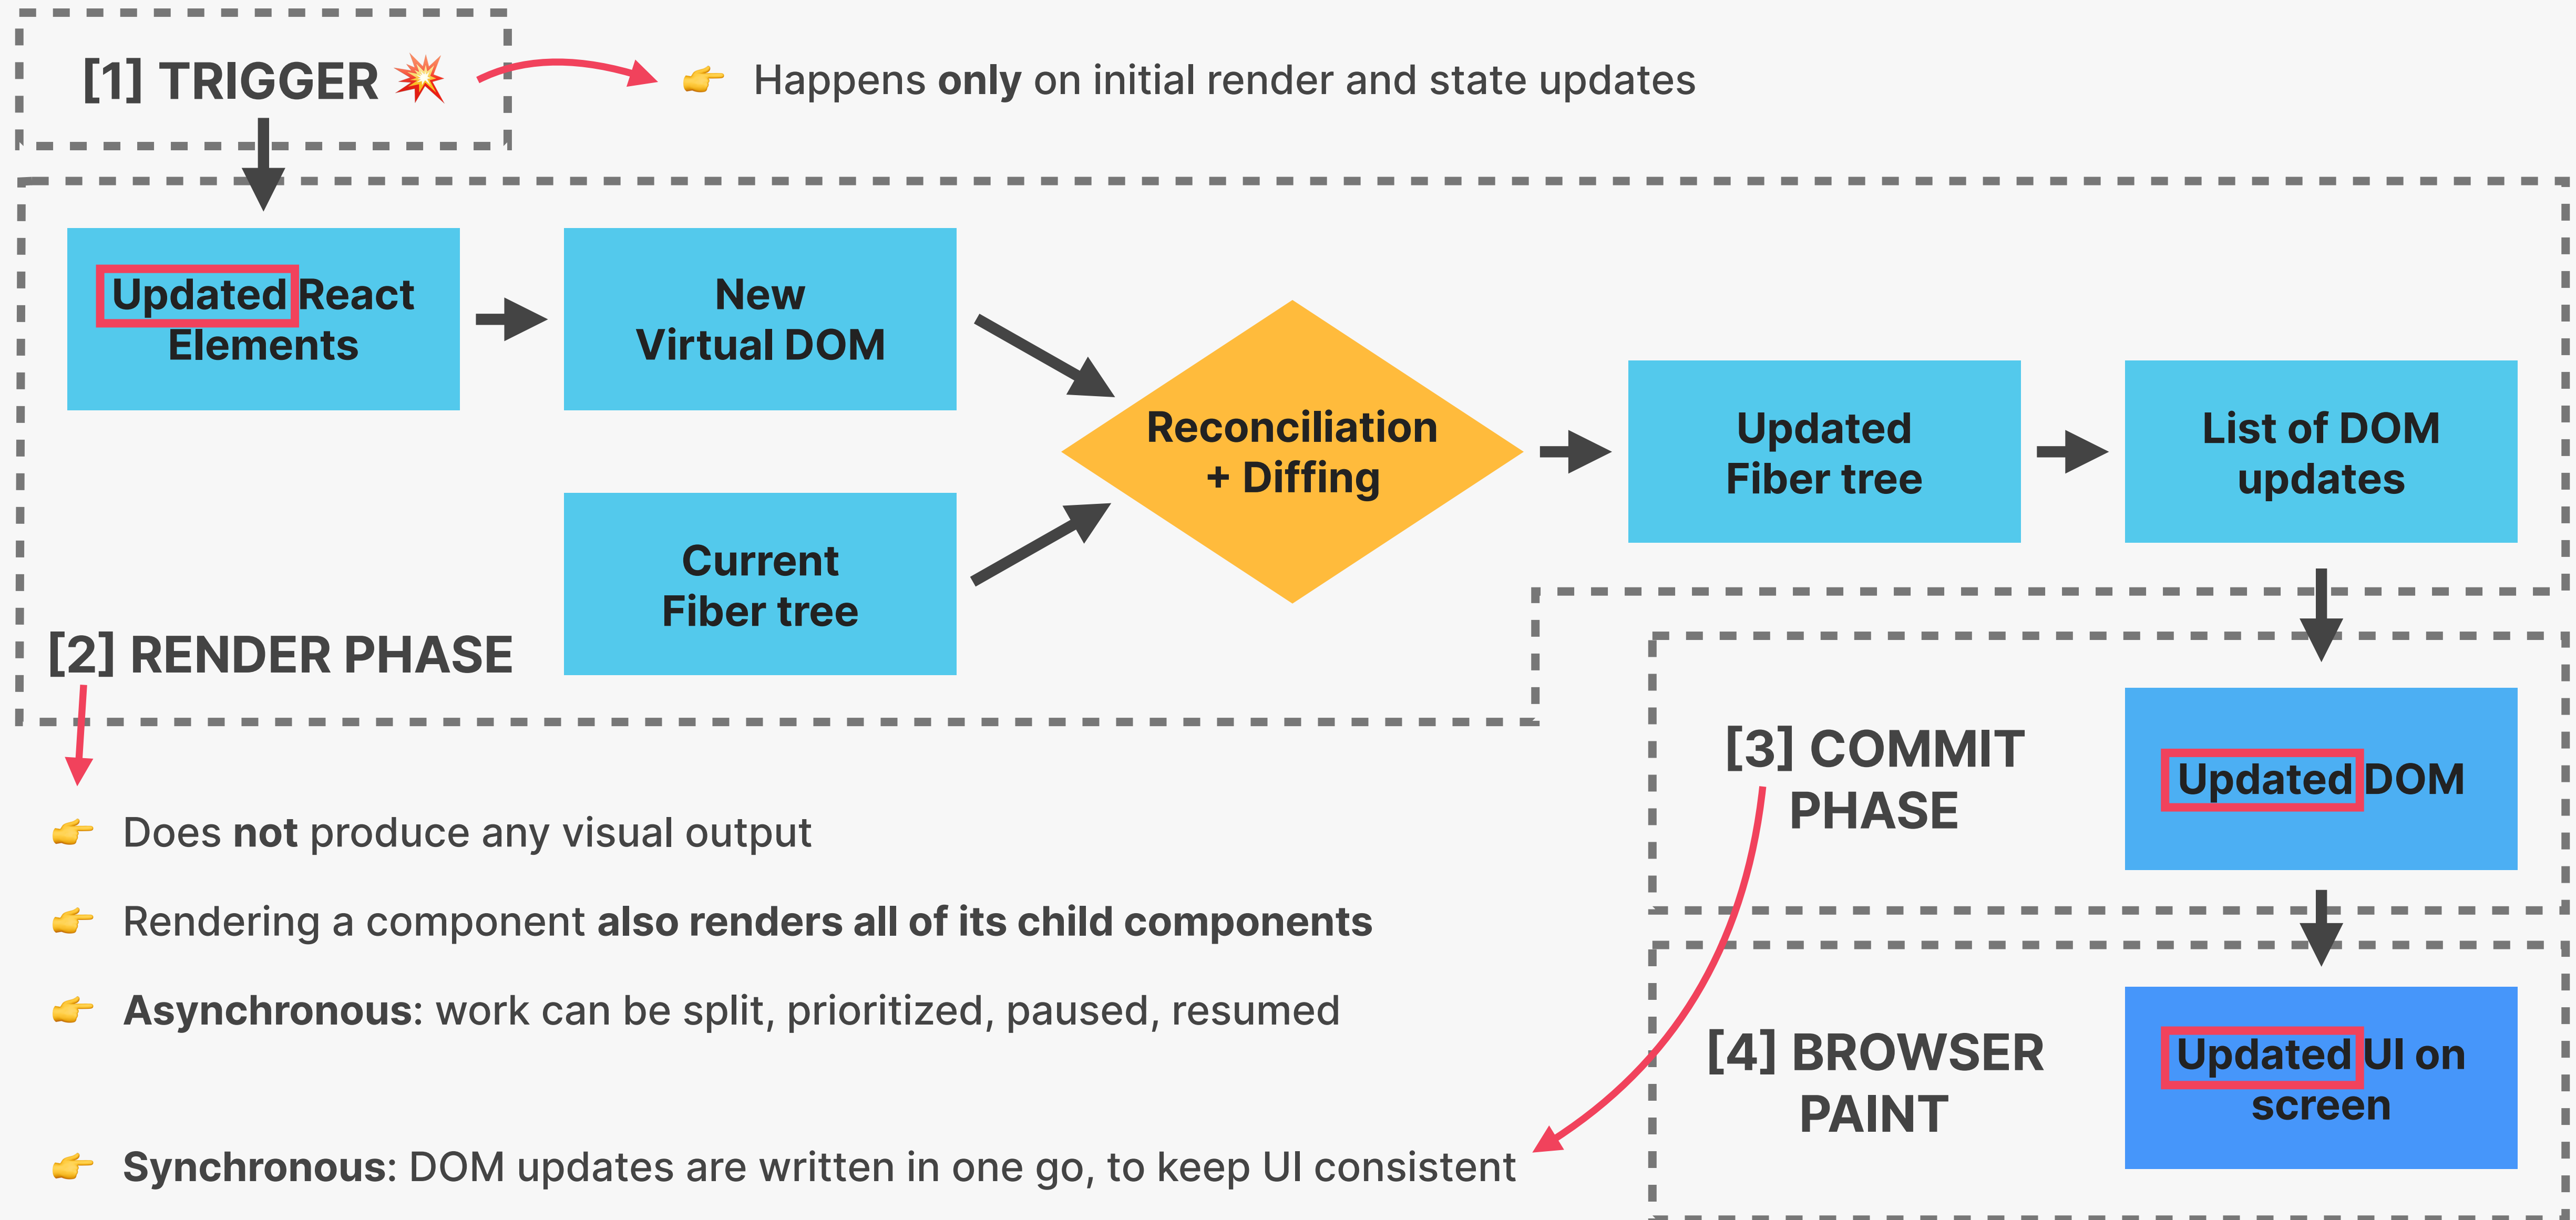 [1] TRIGGER 💥
👉 Happens only on initial render and state updates
Updated React
Elements
New
Virtual DOM
Current
Fiber tree
Reconciliation
+ Diffing
Updated
Fiber tree
List of DOM
updates
[2] RENDER PHASE
👉 Does not produce any visual output
👉 Rendering a component also renders all of its child components
👉 Asynchronous: work can be split, prioritized, paused, resumed
[3] COMMIT
PHASE
Updated DOM
👉 Synchronous: DOM updates are written in one go, to keep UI consistent
[4] BROWSER
PAINT
Updated UI on
screen